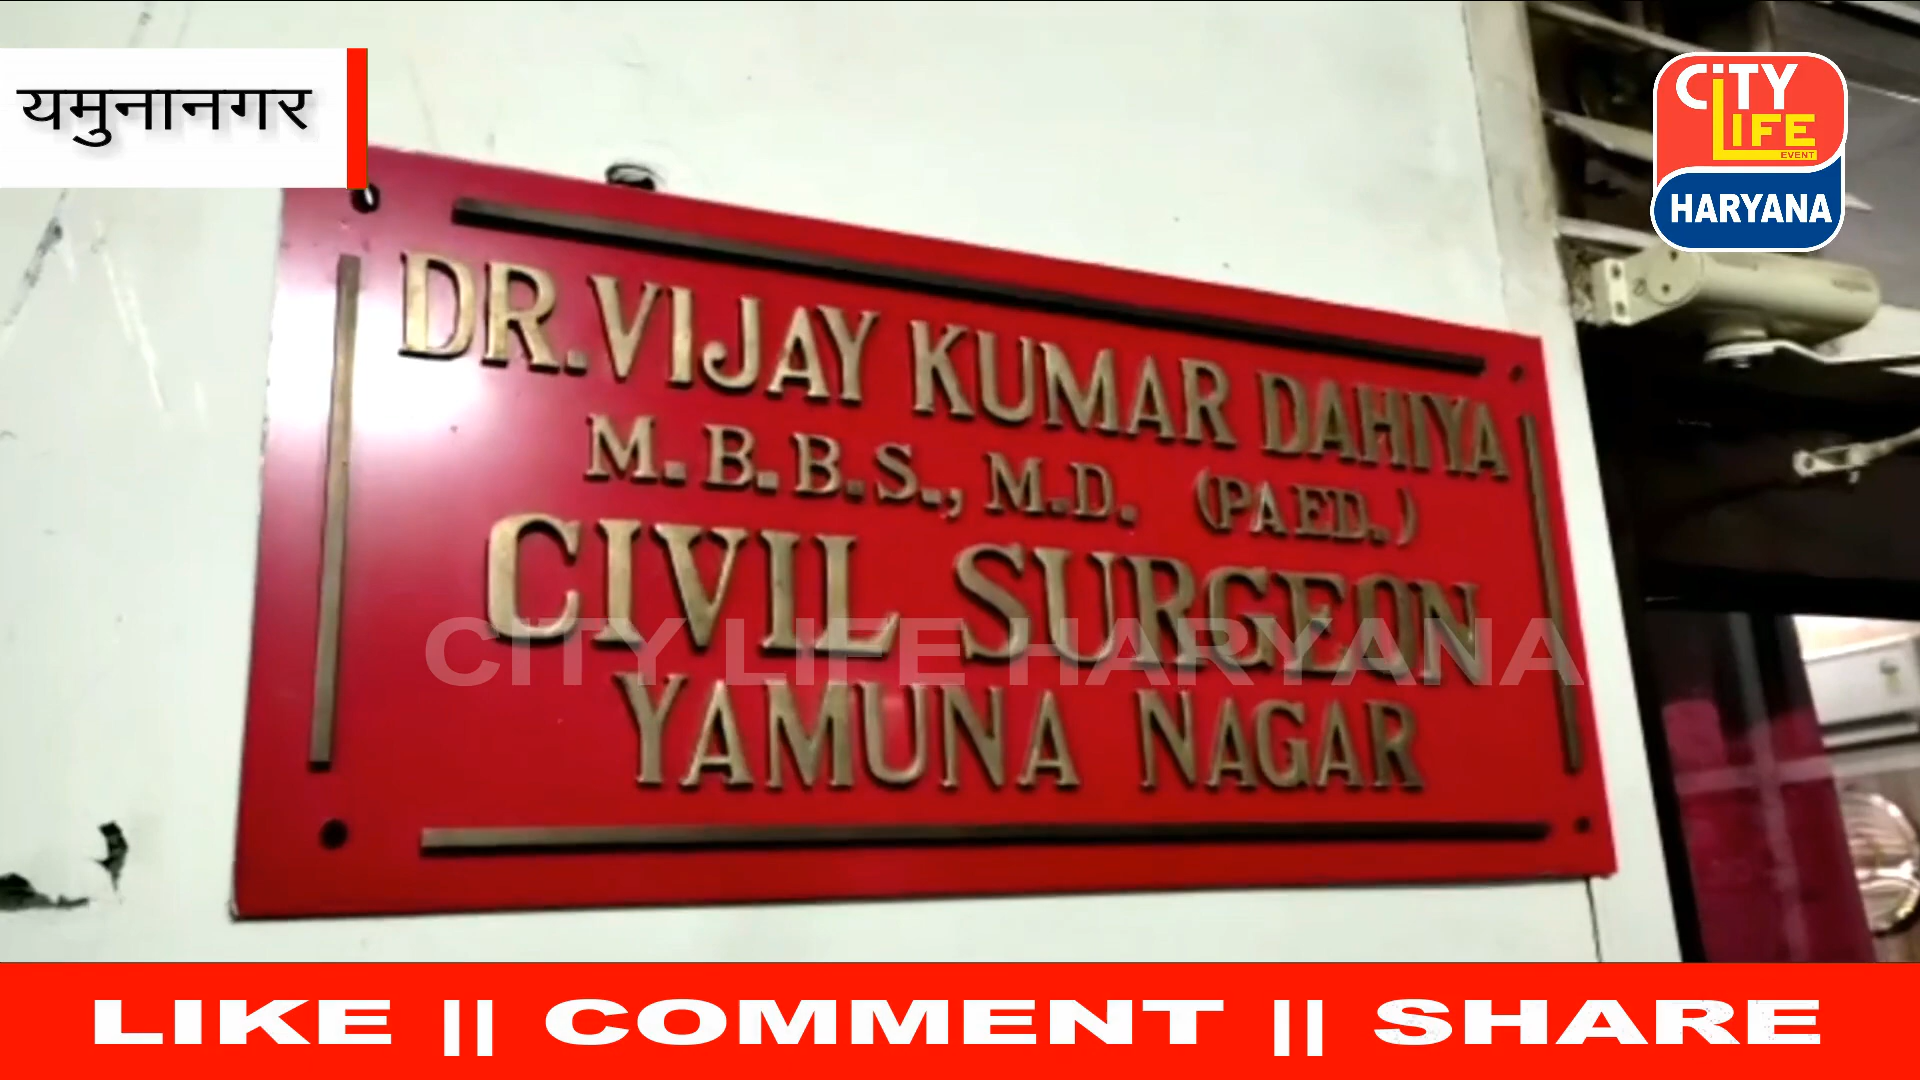 यमुनानगर
CiTY
LIFE
EVENT
HARYANA
DR.VIJAY KUMAR DAHIYA
M.B.B.S., M.D. (PAED.)
CIVIL SURGEON
CITY LIFE HARYANA
YAMUNA NAGAR
LIKE || COMMENT || SHARE